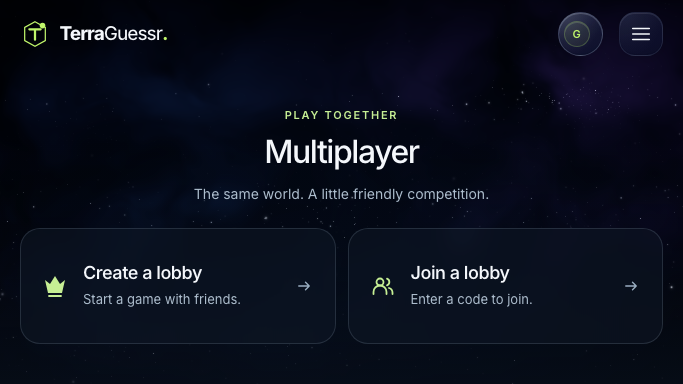 TerraGuessr.
G
PLAY TOGETHER
Multiplayer
The same world. A little friendly competition.
Create a lobby
Start a game with friends.
Join a lobby
Enter a code to join.